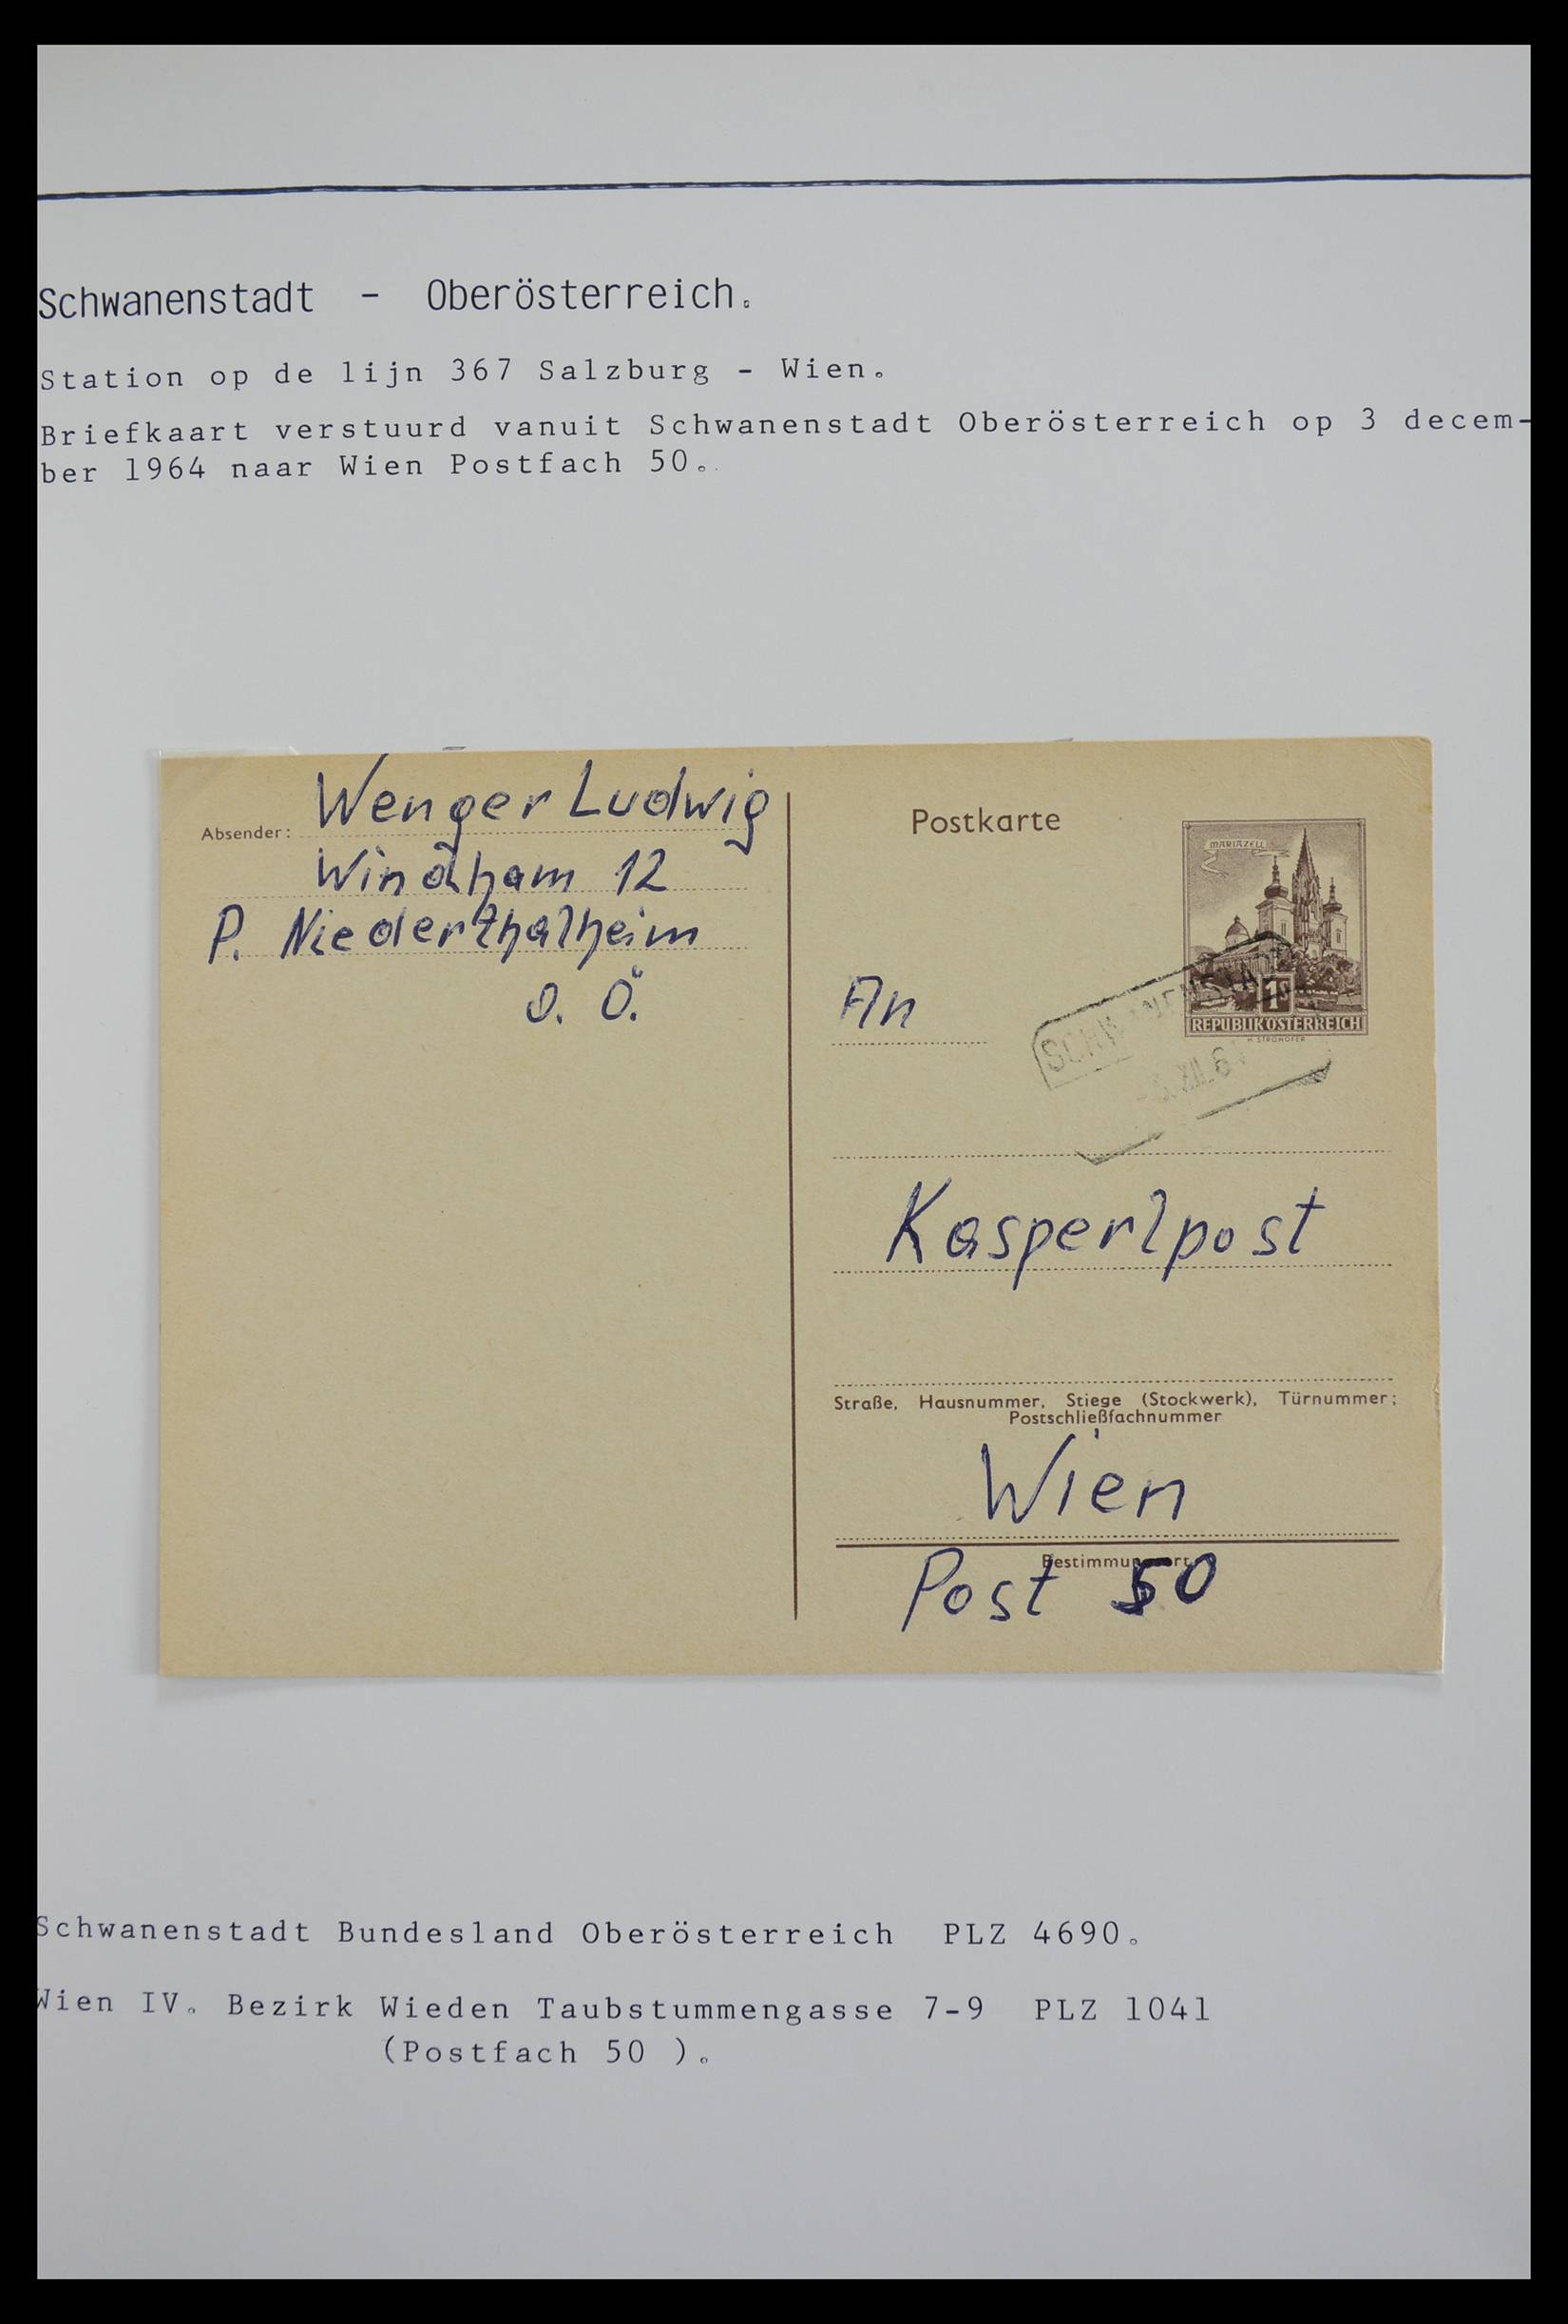 Schwanenstadt - Oberösterreich.
Station op de lijn 367 Salzburg - Wien.
Briefkaart verstuurd vanuit Schwanenstadt Oberösterreich op 3 decem-
ber 1964 naar Wien Postfach 50.
Absender: Wenger Ludwig
Windham 12
P. Niederthalheim
O. Ö.
Postkarte
MARIAZELL
1S
REPUBLIK ÖSTERREICH
H. STROHOFER
An
Kasperlpost
Straße, Hausnummer, Stiege (Stockwerk), Türnummer;
Postschließfachnummer
Wien
Bestimmungsort
Post 50
Schwanenstadt Bundesland Oberösterreich PLZ 4690.
Wien IV. Bezirk Wieden Taubstummengasse 7-9 PLZ 1041
(Postfach 50 ).